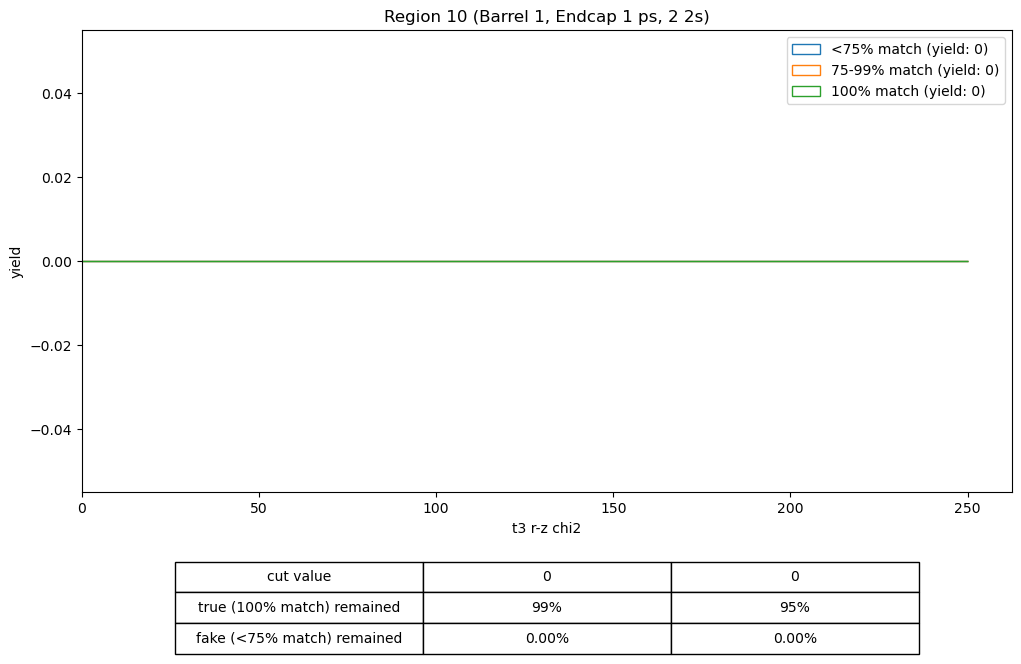 Region 10 (Barrel 1, Endcap 1 ps, 2 2s)
<75% match (yield: 0)
75-99% match (yield: 0)
100% match (yield: 0)
yield
0.04
0.02
0.00
−0.02
−0.04
0 50 100 150 200 250
t3 r-z chi2
cut value 0 0
true (100% match) remained 99% 95%
fake (<75% match) remained 0.00% 0.00%